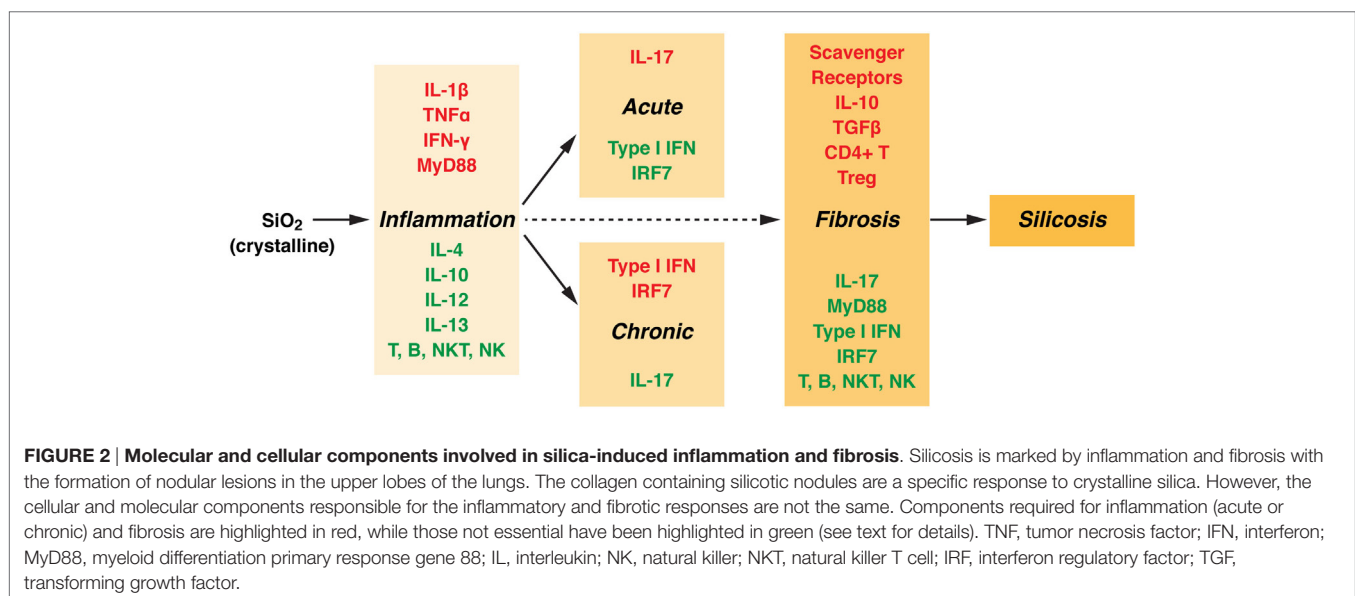 SiO₂
(crystalline)
IL-1β
TNFα
IFN-γ
MyD88
Inflammation
IL-4
IL-10
IL-12
IL-13
T, B, NKT, NK
IL-17
Acute
Type I IFN
IRF7
Type I IFN
IRF7
Chronic
IL-17
Scavenger
Receptors
IL-10
TGFβ
CD4+ T
Treg
Fibrosis
IL-17
MyD88
Type I IFN
IRF7
T, B, NKT, NK
Silicosis
FIGURE 2 | Molecular and cellular components involved in silica-induced inflammation and fibrosis. Silicosis is marked by inflammation and fibrosis with
the formation of nodular lesions in the upper lobes of the lungs. The collagen containing silicotic nodules are a specific response to crystalline silica. However, the
cellular and molecular components responsible for the inflammatory and fibrotic responses are not the same. Components required for inflammation (acute or
chronic) and fibrosis are highlighted in red, while those not essential have been highlighted in green (see text for details). TNF, tumor necrosis factor; IFN, interferon;
MyD88, myeloid differentiation primary response gene 88; IL, interleukin; NK, natural killer; NKT, natural killer T cell; IRF, interferon regulatory factor; TGF,
transforming growth factor.